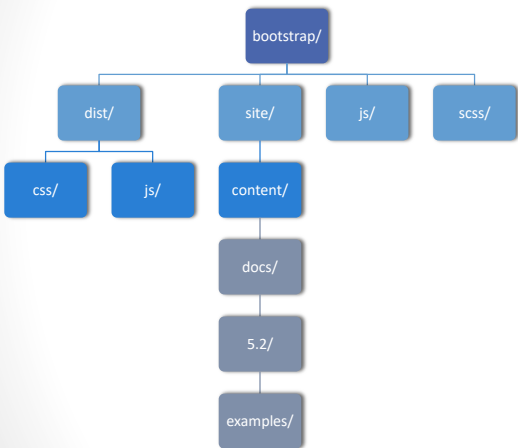 bootstrap/
dist/
site/
js/
scss/
css/
js/
content/
docs/
5.2/
examples/